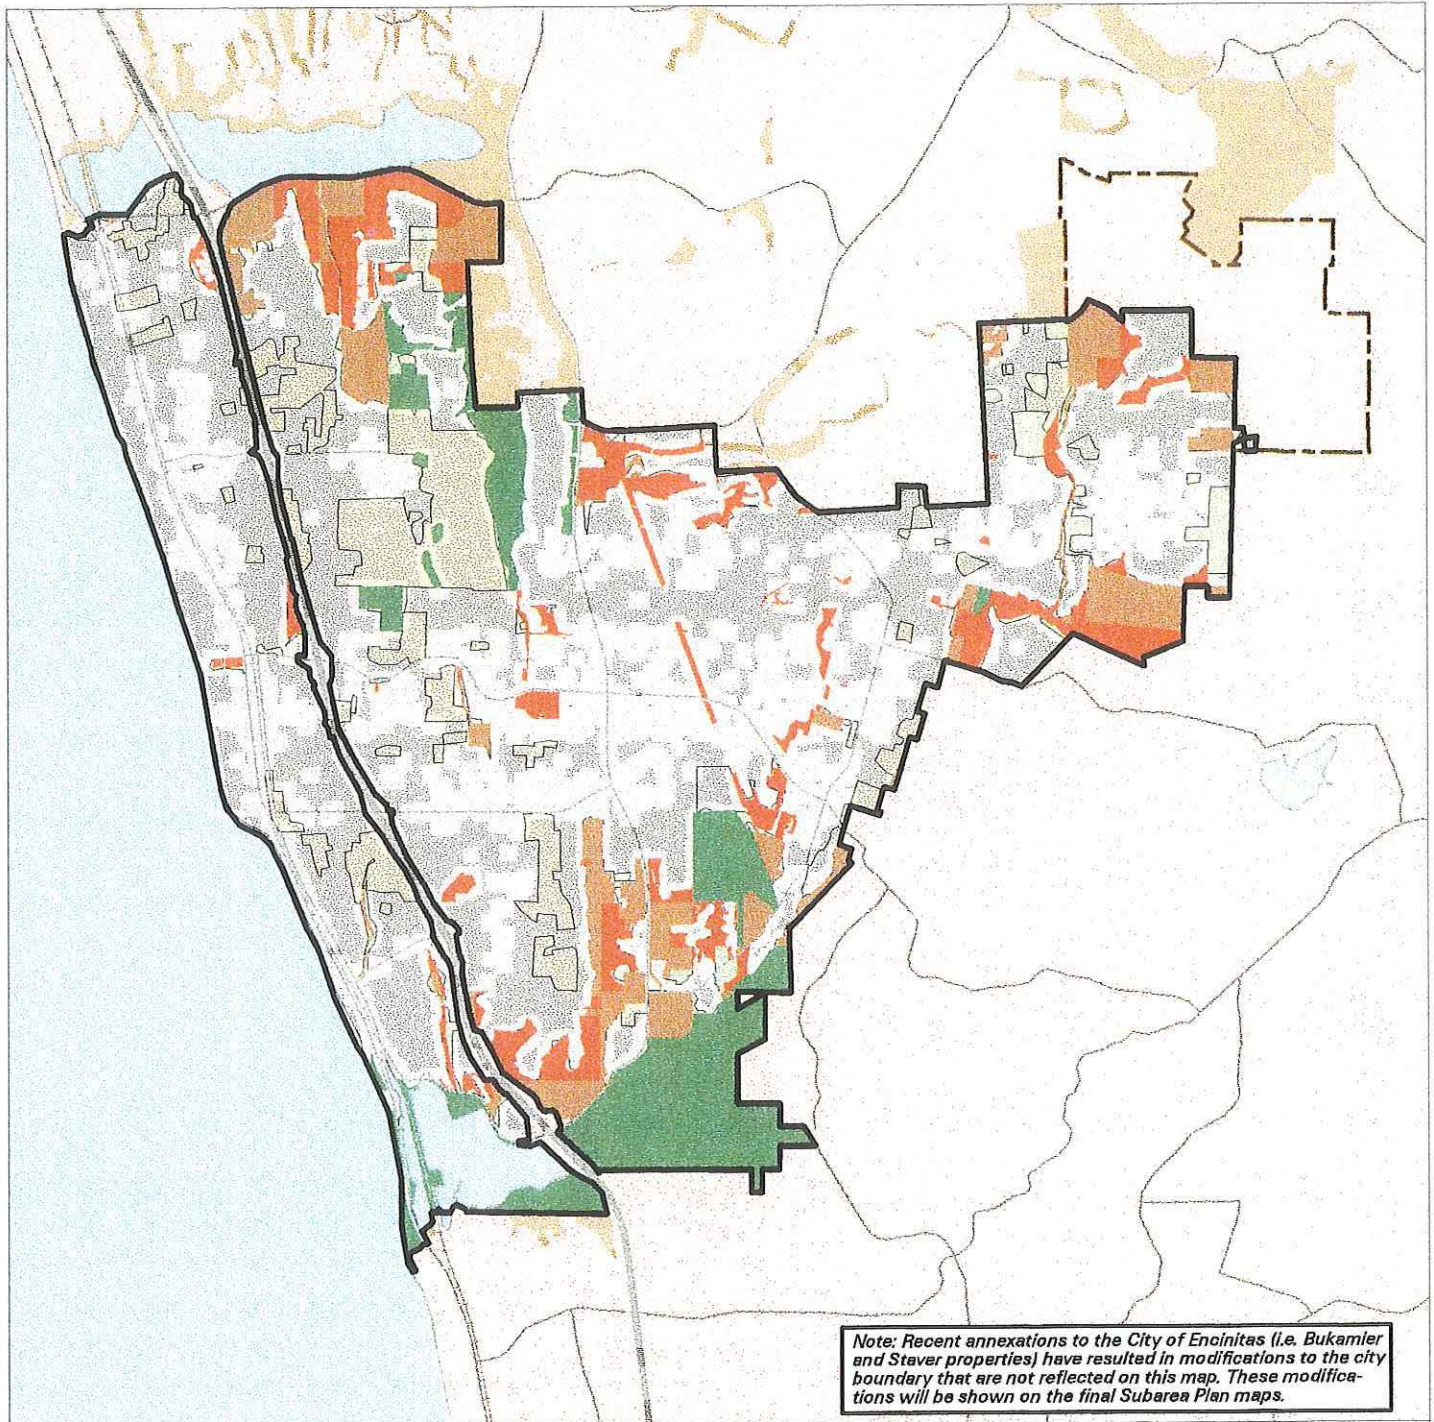 Note: Recent annexations to the City of Encinitas (i.e. Bukamier
and Staver properties) have resulted in modifications to the city
boundary that are not reflected on this map. These modifica-
tions will be shown on the final Subarea Plan maps.